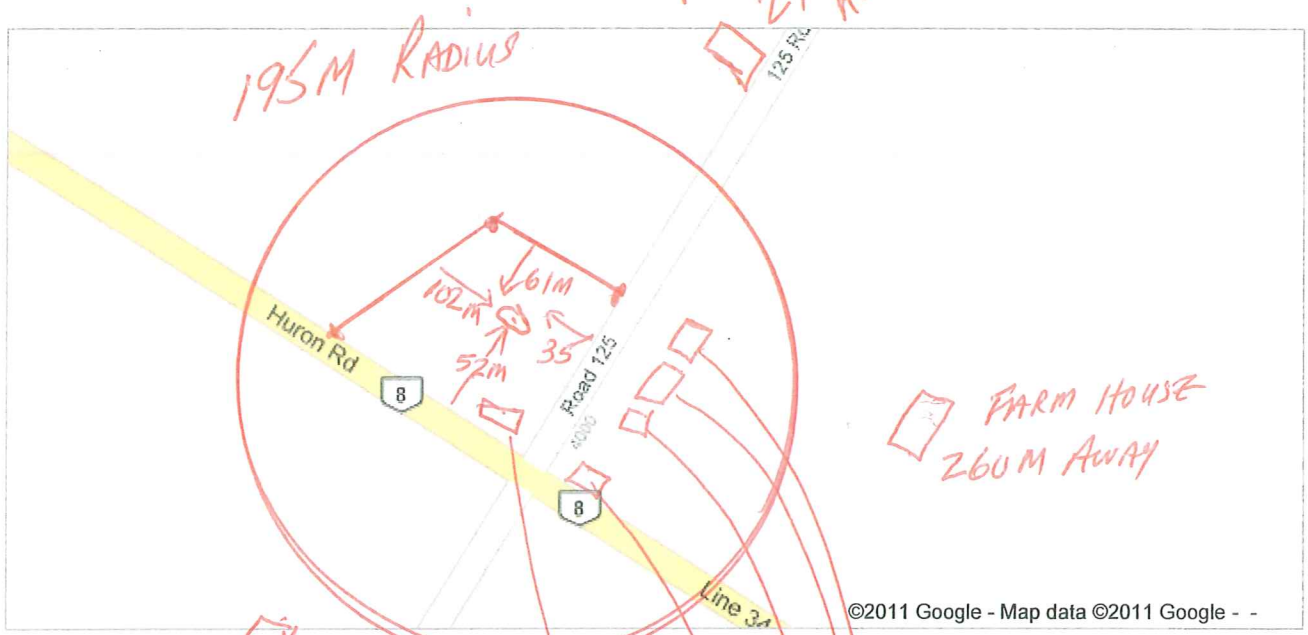 195M RADIUS
125 Rd
102m
61M
Huron Rd
52m
35
Road 125
8
4000
FARM HOUSE
260M AWAY
8
Line 34
©2011 Google - Map data ©2011 Google - -